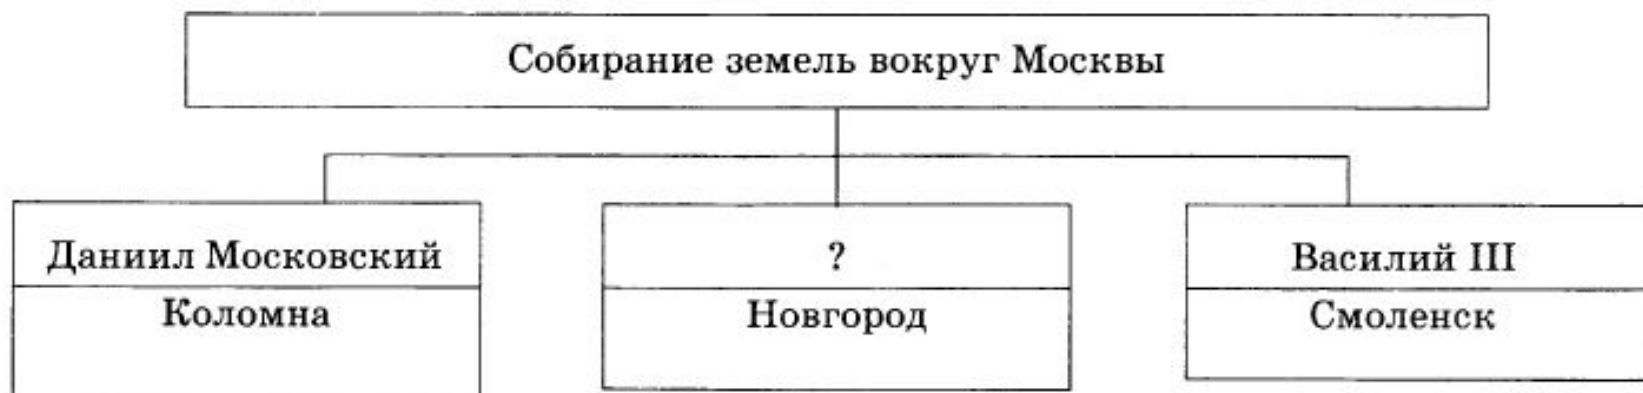 Собирание земель вокруг Москвы
Даниил Московский
Коломна
?
Новгород
Василий III
Смоленск